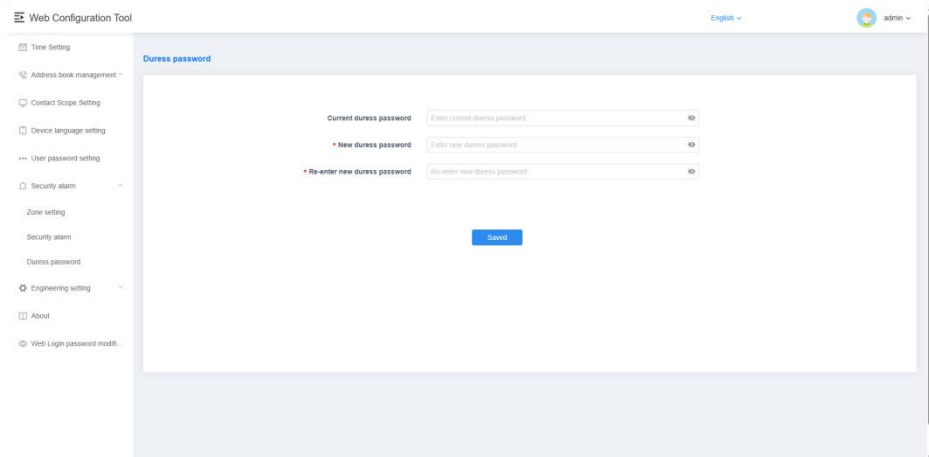 Web Configuration Tool
English
admin
Time Setting
Address book management
Contact Scope Setting
Device language setting
User password setting
Security alarm
Zone setting
Security alarm
Duress password
Engineering setting
About
Web Login password modifi...
Duress password
Current duress password
Enter current duress password
* New duress password
Enter new duress password
* Re-enter new duress password
Re-enter new duress password
Saved